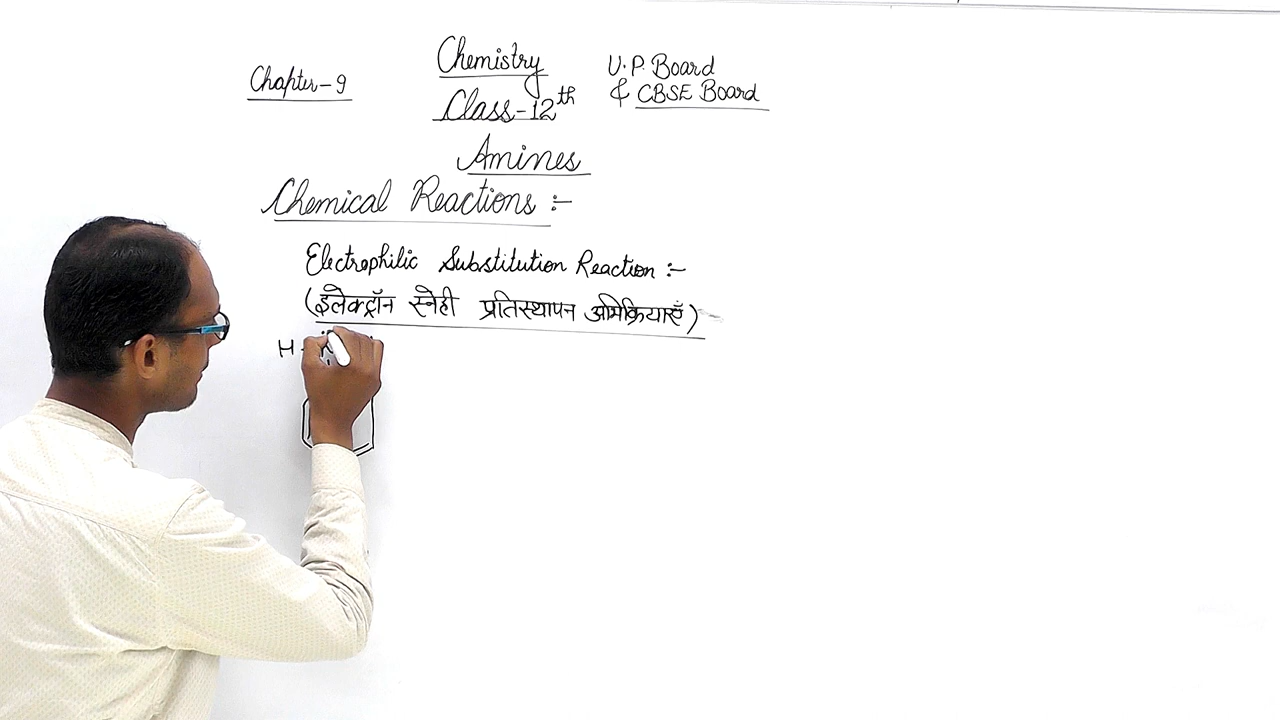 Chapter-9
Chemistry
Class-12th
U.P. Board
& CBSE Board
Amines
Chemical Reactions :-
Electrophilic Substitution Reaction :-
(इलेक्ट्रॉन स्नेही प्रतिस्थापन अभिक्रियाएँ)
H - N